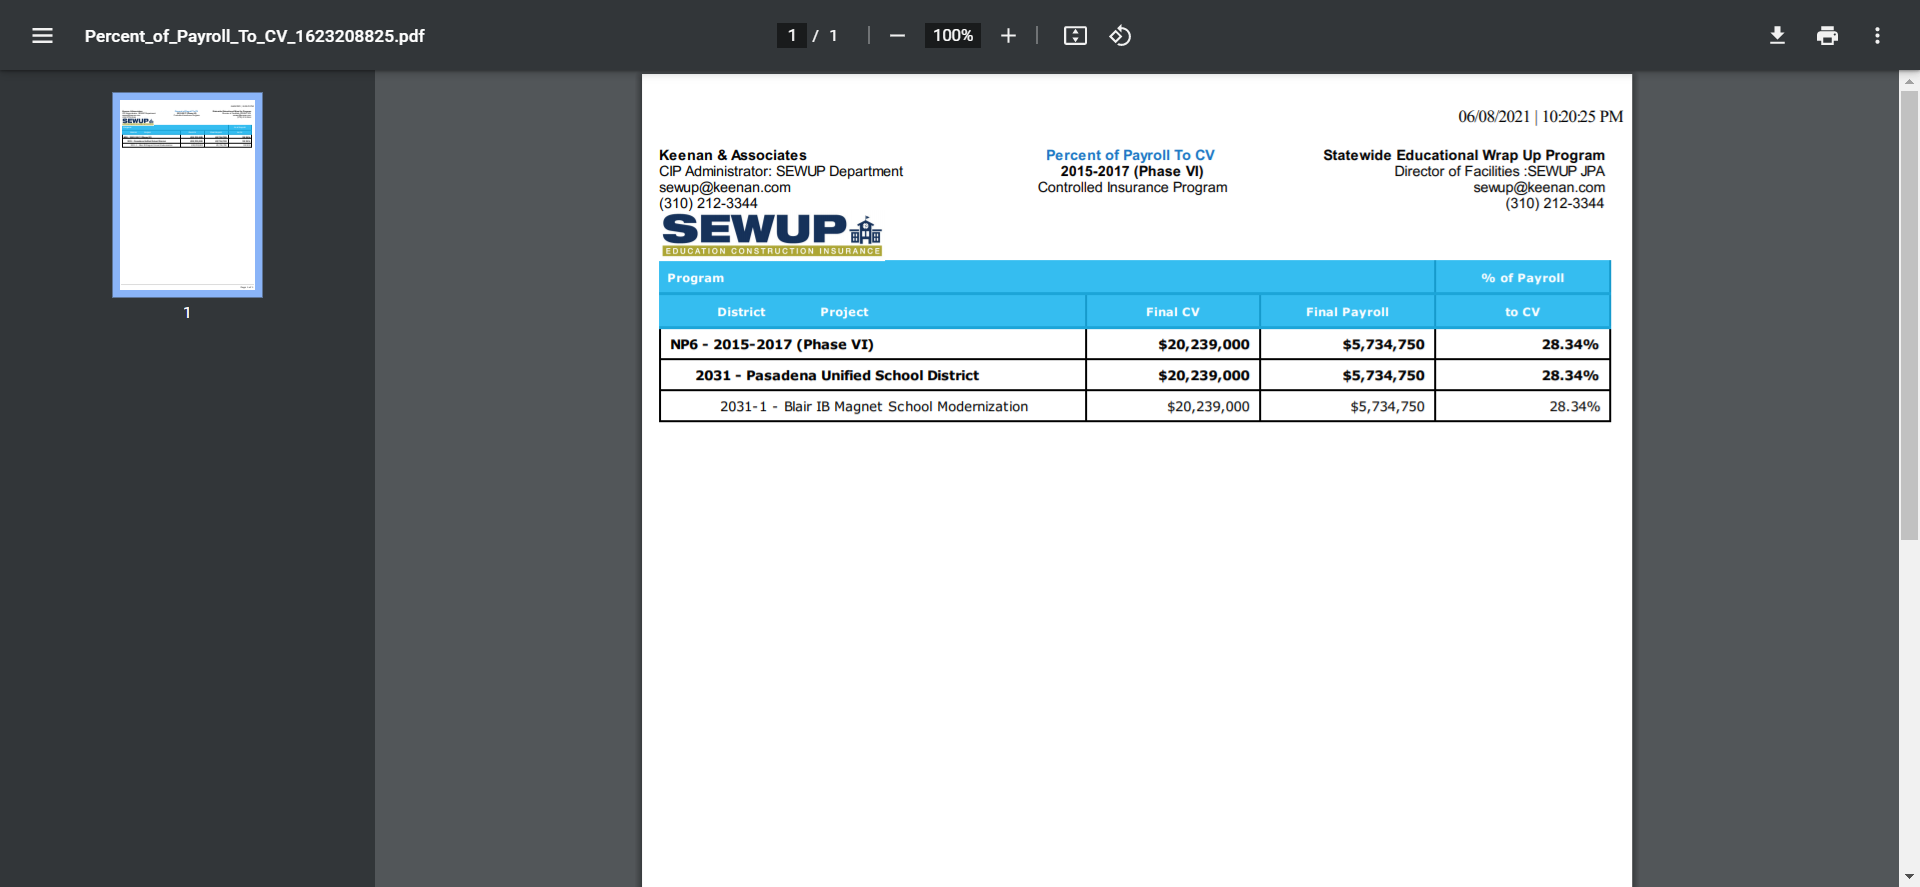 Percent_of_Payroll_To_CV_1623208825.pdf
1 / 1
100%
1
06/08/2021 | 10:20:25 PM
Keenan & Associates
CIP Administrator: SEWUP Department
sewup@keenan.com
(310) 212-3344
Percent of Payroll To CV
2015-2017 (Phase VI)
Controlled Insurance Program
Statewide Educational Wrap Up Program
Director of Facilities :SEWUP JPA
sewup@keenan.com
(310) 212-3344
SEWUP
EDUCATION CONSTRUCTION INSURANCE
Program % of Payroll
District Project Final CV Final Payroll to CV
NP6 - 2015-2017 (Phase VI) $20,239,000 $5,734,750 28.34%
2031 - Pasadena Unified School District $20,239,000 $5,734,750 28.34%
2031-1 - Blair IB Magnet School Modernization $20,239,000 $5,734,750 28.34%